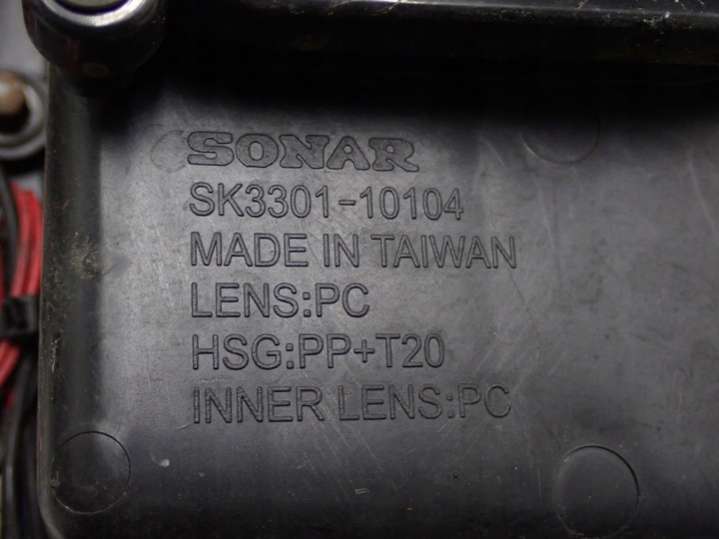 SONAR
SK3301-10104
MADE IN TAIWAN
LENS:PC
HSG:PP+T20
INNER LENS:PC